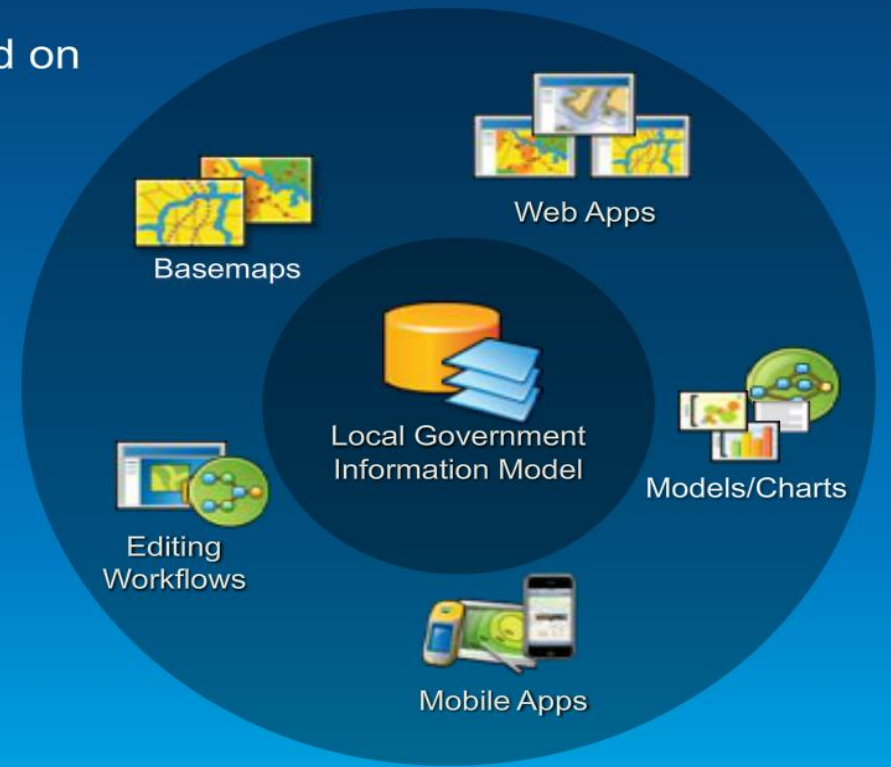 d on
Web Apps
Basemaps
Local Government
Information Model
Models/Charts
Editing
Workflows
Mobile Apps